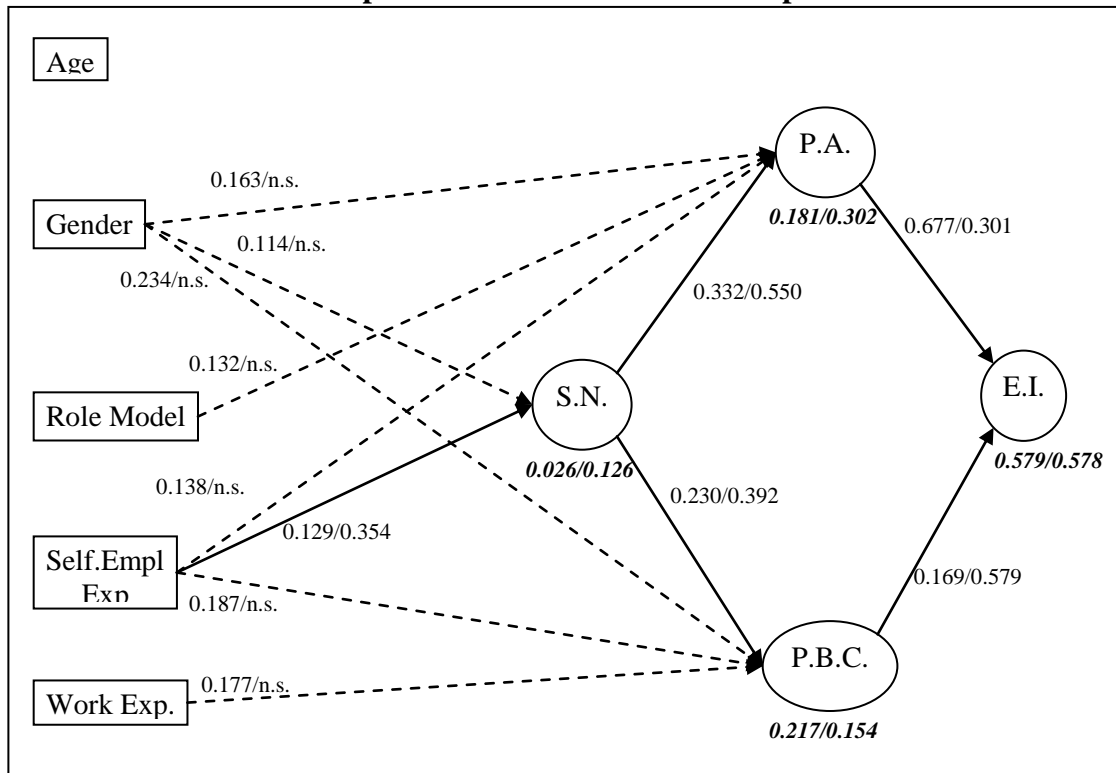 Age
P.A.
0.163/n.s.
Gender
0.181/0.302
0.677/0.301
0.114/n.s.
0.234/n.s.
0.332/0.550
0.132/n.s.
Role Model
S.N.
E.I.
0.026/0.126
0.579/0.578
0.138/n.s.
0.230/0.392
0.129/0.354
Self.Empl
Exp
0.169/0.579
0.187/n.s.
P.B.C.
0.177/n.s.
Work Exp.
0.217/0.154